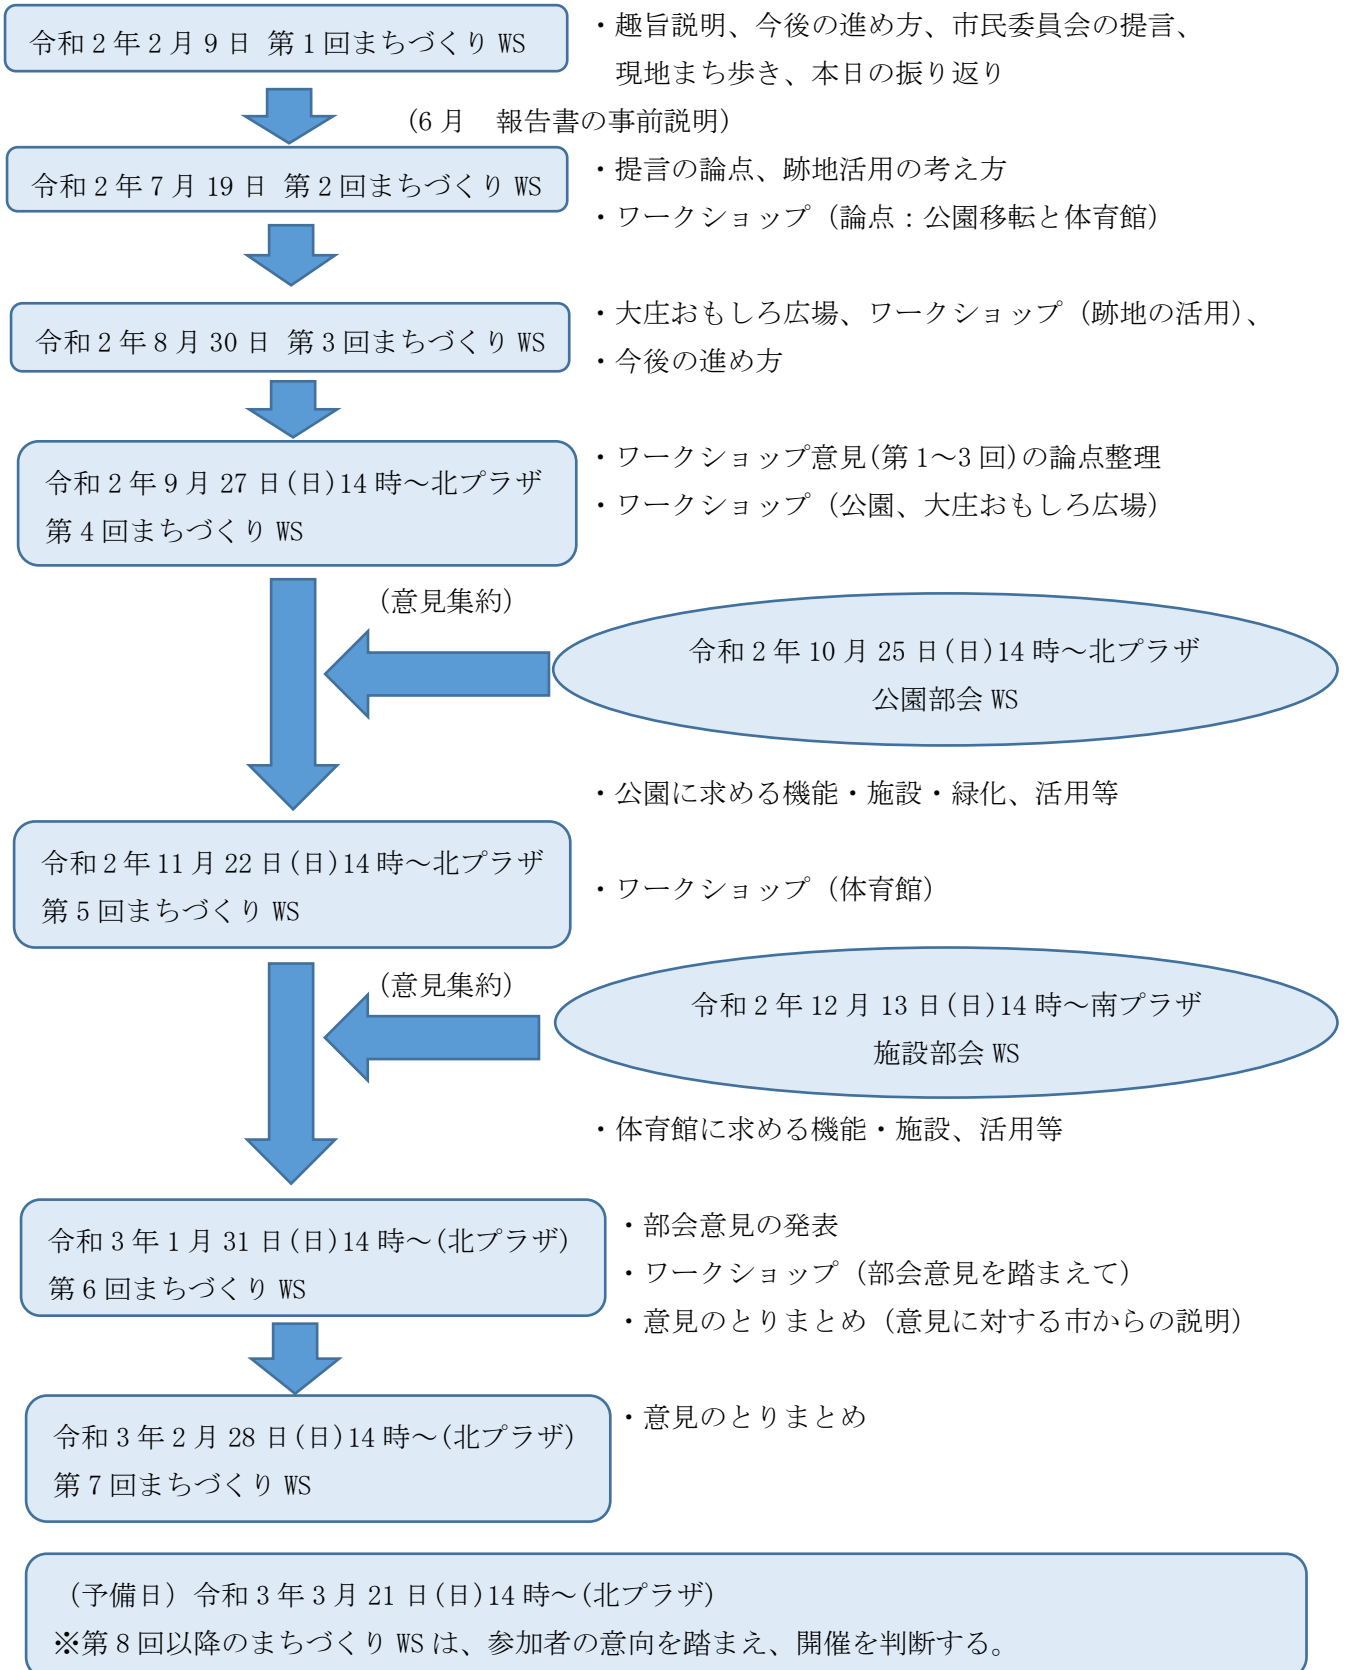 令和2年2月9日 第1回まちづくりWS
・趣旨説明、今後の進め方、市民委員会の提言、
現地まち歩き、本日の振り返り
(6月　報告書の事前説明)
令和2年7月19日 第2回まちづくりWS
・提言の論点、跡地活用の考え方
・ワークショップ（論点：公園移転と体育館）
令和2年8月30日 第3回まちづくりWS
・大庄おもしろ広場、ワークショップ（跡地の活用）、
・今後の進め方
令和2年9月27日(日)14時～北プラザ
第4回まちづくりWS
・ワークショップ意見(第1～3回)の論点整理
・ワークショップ（公園、大庄おもしろ広場）
(意見集約)
令和2年10月25日(日)14時～北プラザ
公園部会WS
・公園に求める機能・施設・緑化、活用等
令和2年11月22日(日)14時～北プラザ
第5回まちづくりWS
・ワークショップ（体育館）
(意見集約)
令和2年12月13日(日)14時～南プラザ
施設部会WS
・体育館に求める機能・施設、活用等
令和3年1月31日(日)14時～(北プラザ)
第6回まちづくりWS
・部会意見の発表
・ワークショップ（部会意見を踏まえて）
・意見のとりまとめ（意見に対する市からの説明）
令和3年2月28日(日)14時～(北プラザ)
第7回まちづくりWS
・意見のとりまとめ
（予備日）令和3年3月21日(日)14時～(北プラザ)
※第8回以降のまちづくりWSは、参加者の意向を踏まえ、開催を判断する。